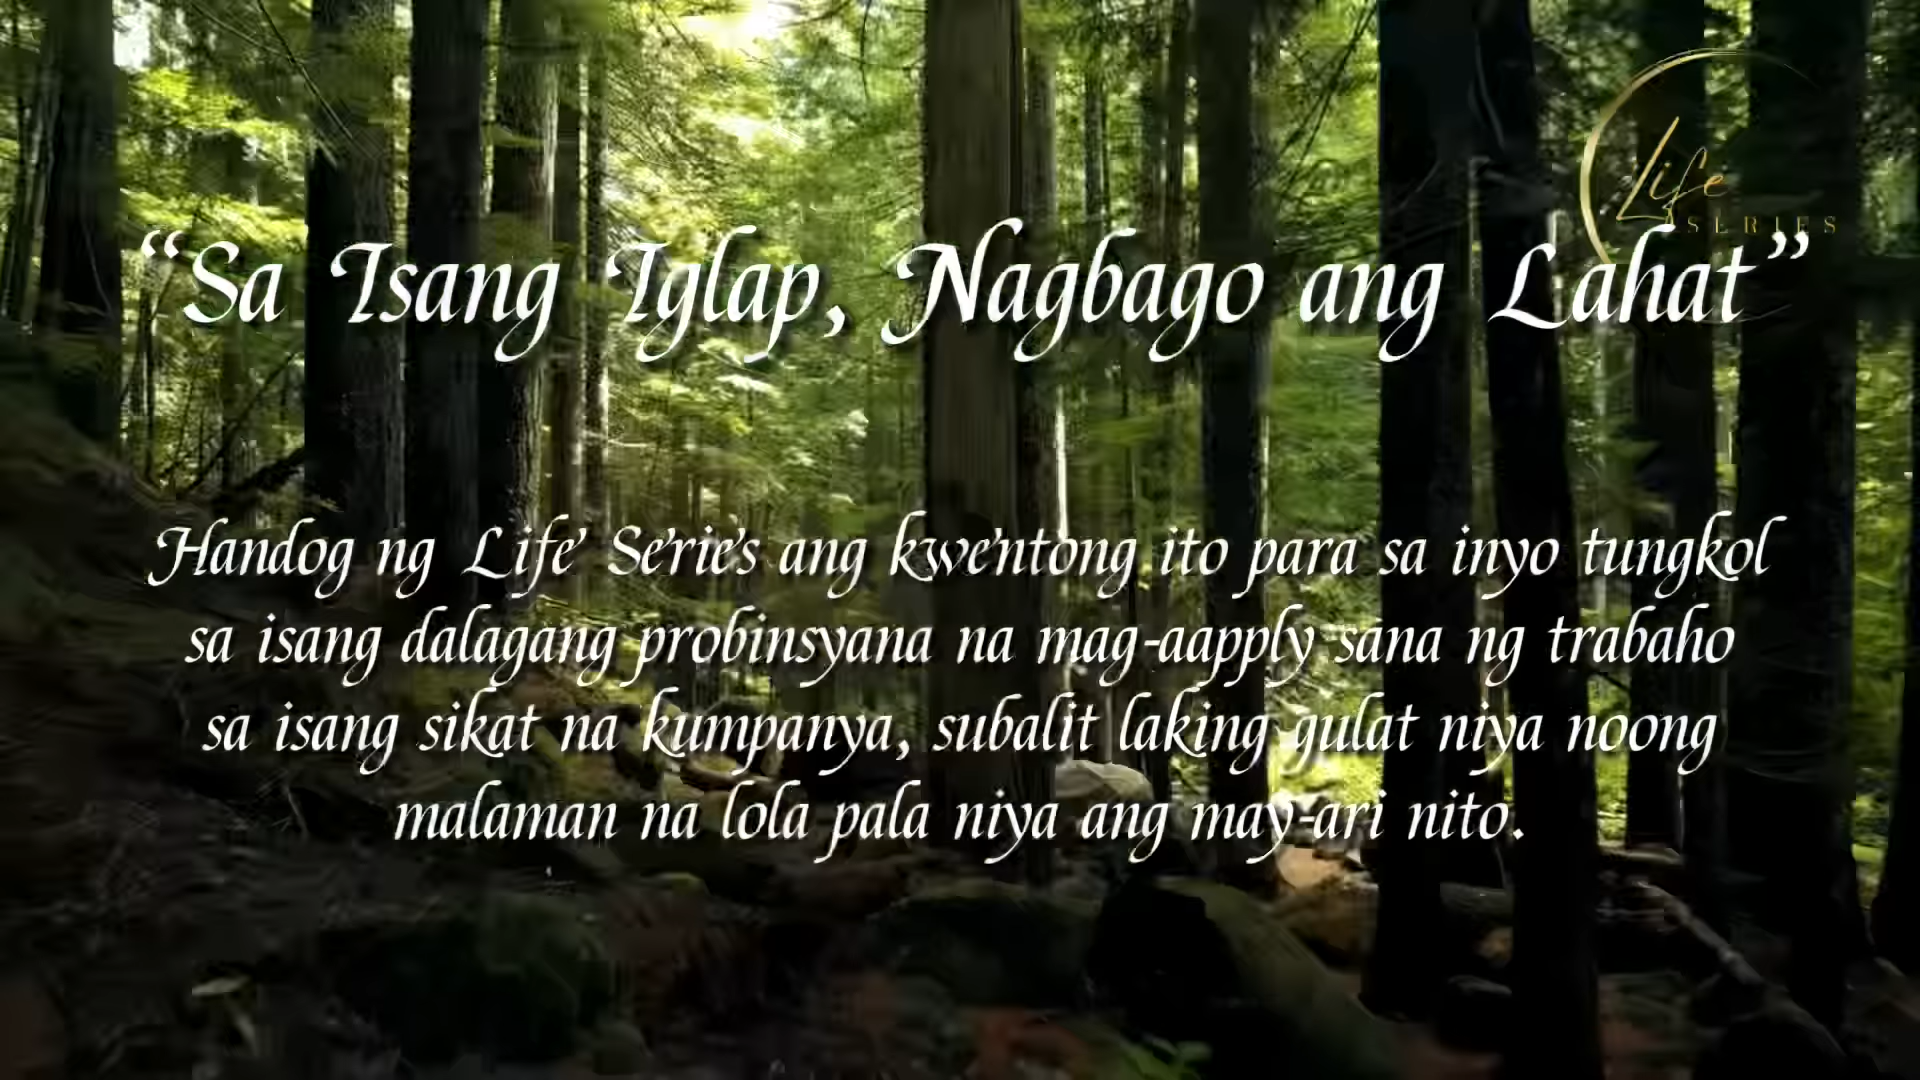 Life
SERIES
“Sa Isang Iglap, Nagbago ang Lahat”
Handog ng Life Series ang kwentong ito para sa inyo tungkol
sa isang dalagang probinsyana na mag-aapply sana ng trabaho
sa isang sikat na kumpanya, subalit laking gulat niya noong
malaman na lola pala niya ang may-ari nito.